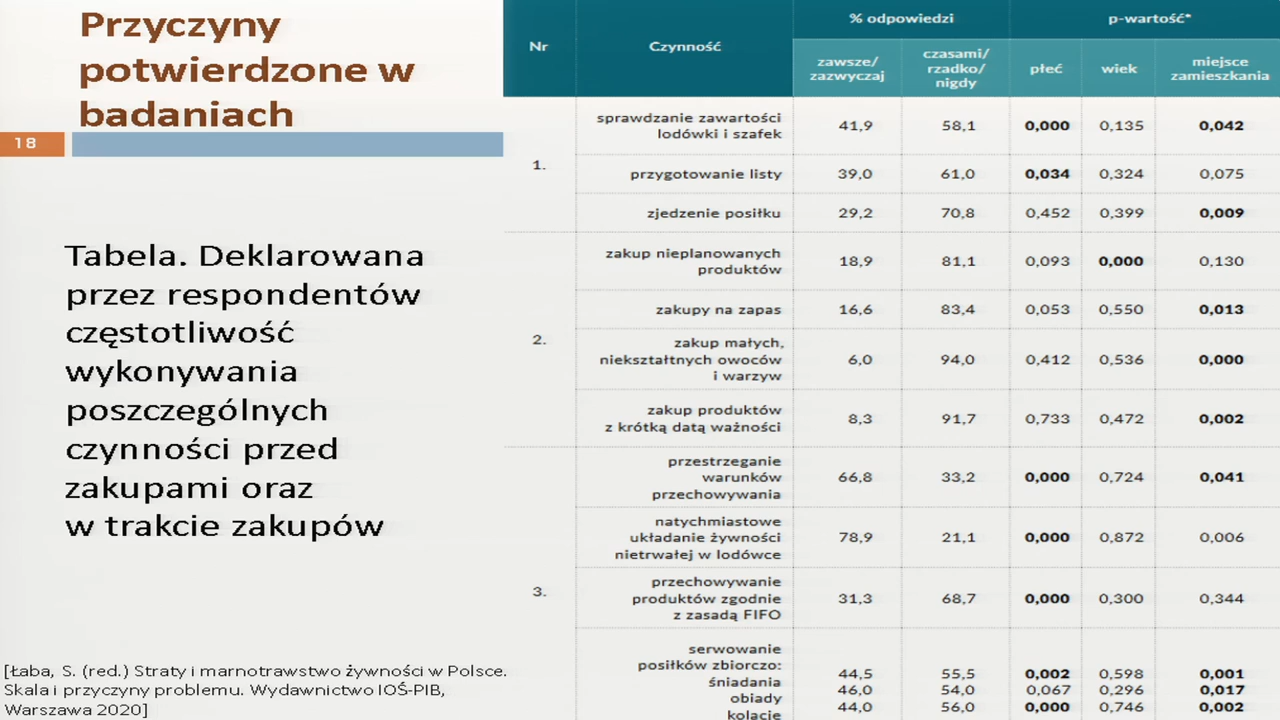 Przyczyny
potwierdzone w
badaniach
18
Tabela. Deklarowana
przez respondentów
częstotliwość
wykonywania
poszczególnych
czynności przed
zakupami oraz
w trakcie zakupów
[Łaba, S. (red.) Straty i marnotrawstwo żywności w Polsce.
Skala i przyczyny problemu. Wydawnictwo IOŚ-PIB,
Warszawa 2020]
Nr Czynność % odpowiedzi p-wartość*
zawsze/
zazwyczaj
czasami/
rzadko/
nigdy
płeć wiek
miejsce
zamieszkania
1.
sprawdzanie zawartości
lodówki i szafek
41,9 58,1 0,000 0,135 0,042
przygotowanie listy 39,0 61,0 0,034 0,324 0,075
zjedzenie posiłku 29,2 70,8 0,452 0,399 0,009
2.
zakup nieplanowanych
produktów
18,9 81,1 0,093 0,000 0,130
zakupy na zapas 16,6 83,4 0,053 0,550 0,013
zakup małych,
niekształtnych owoców
i warzyw
6,0 94,0 0,412 0,536 0,000
zakup produktów
z krótką datą ważności
8,3 91,7 0,733 0,472 0,002
3.
przestrzeganie
warunków
przechowywania
66,8 33,2 0,000 0,724 0,041
natychmiastowe
układanie żywności
nietrwałej w lodówce
78,9 21,1 0,000 0,872 0,006
przechowywanie
produktów zgodnie
z zasadą FIFO
31,3 68,7 0,000 0,300 0,344
serwowanie
posiłków zbiorczo:
śniadania 44,5 55,5 0,002 0,598 0,001
obiady 46,0 54,0 0,067 0,296 0,017
kolacje 44,0 56,0 0,000 0,746 0,002